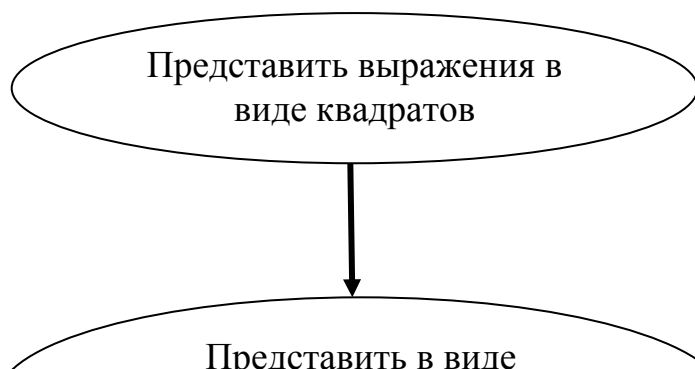 Представить выражения в
виде квадратов
Представить в виде